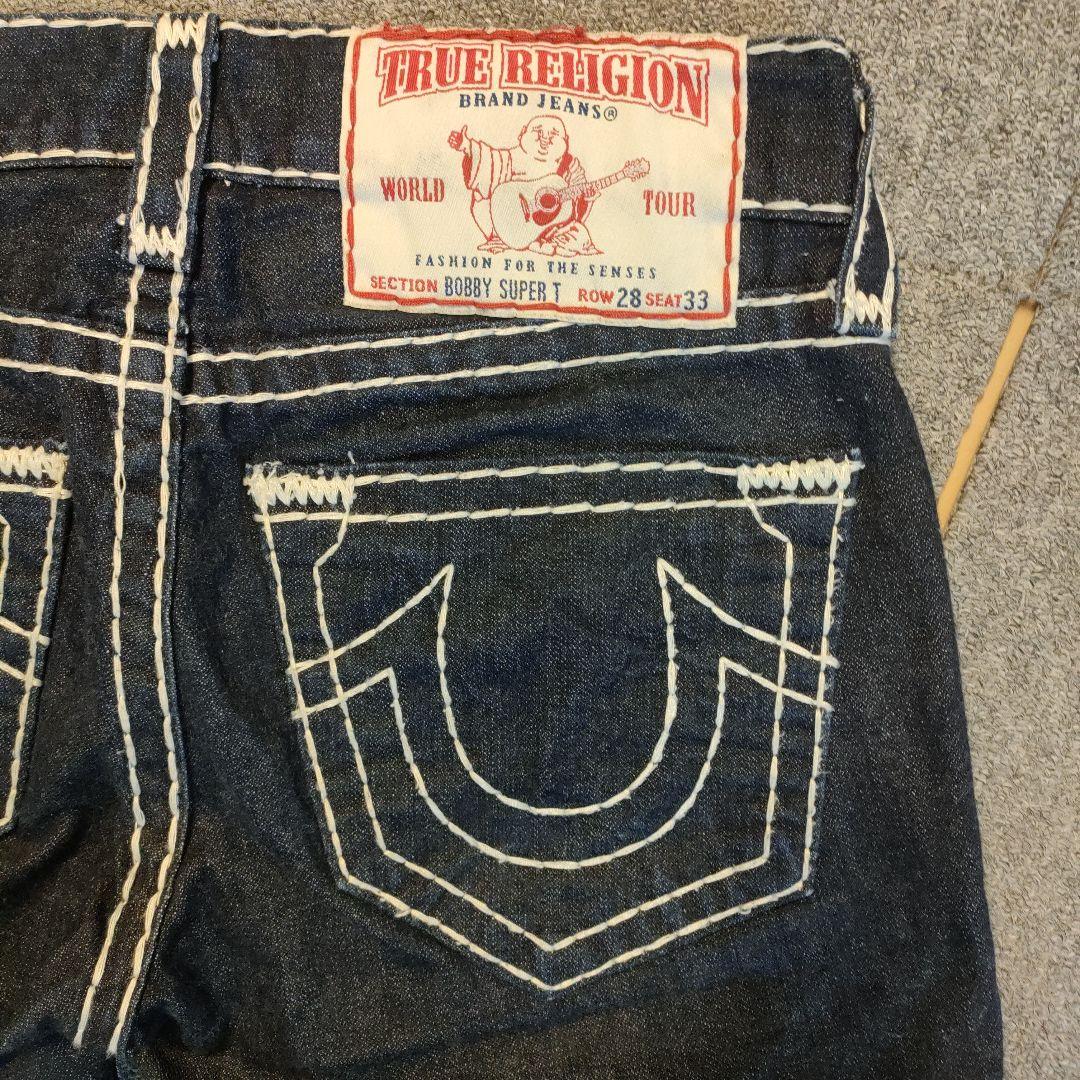 TRUE RELIGION
BRAND JEANS®
WORLD TOUR
FASHION FOR THE SENSES
SECTION BOBBY SUPER T ROW 28 SEAT 33